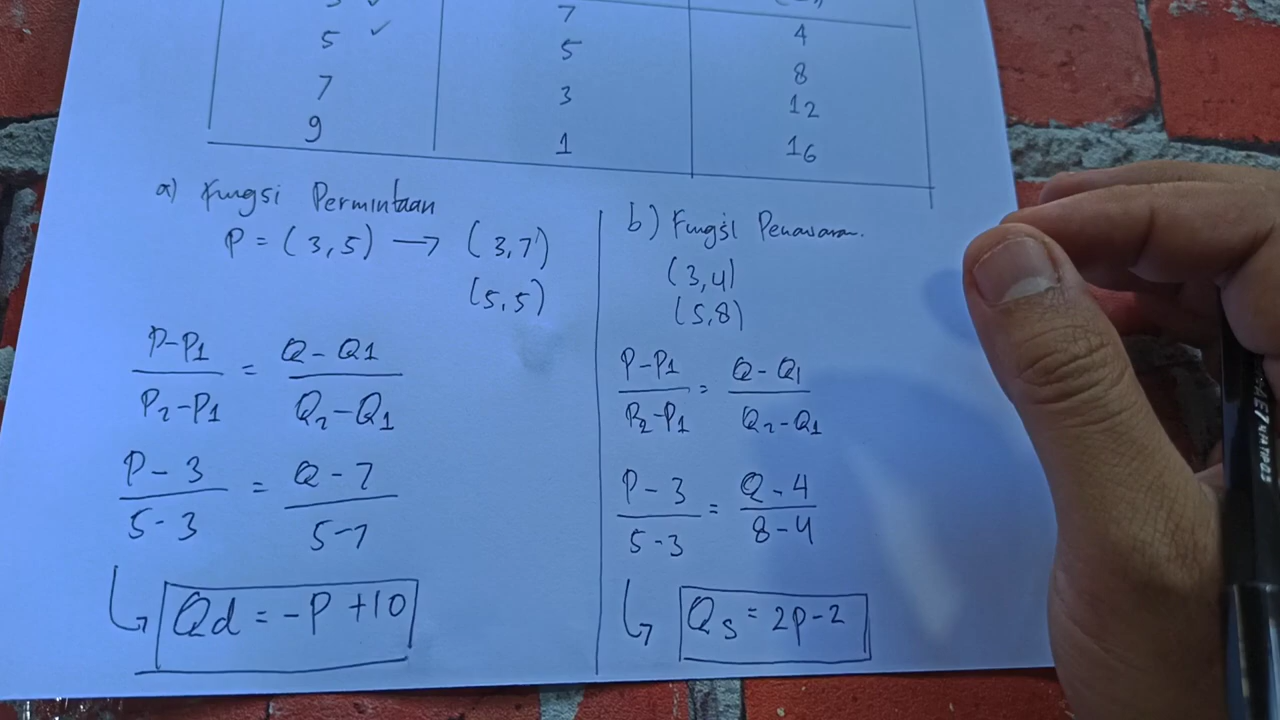 3 ✓ 7 4
5 ✓ 5 8
7 3 12
9 1 16
a) Fungsi Permintaan
P = (3,5) → (3,7)
(5,5)
P-P1 / P2-P1 = Q-Q1 / Q2-Q1
P-3 / 5-3 = Q-7 / 5-7
↳ Qd = -P+10
b) Fungsi Penawaran.
(3,4)
(5,8)
P-P1 / P2-P1 = Q-Q1 / Q2-Q1
P-3 / 5-3 = Q-4 / 8-4
↳ Qs = 2P-2